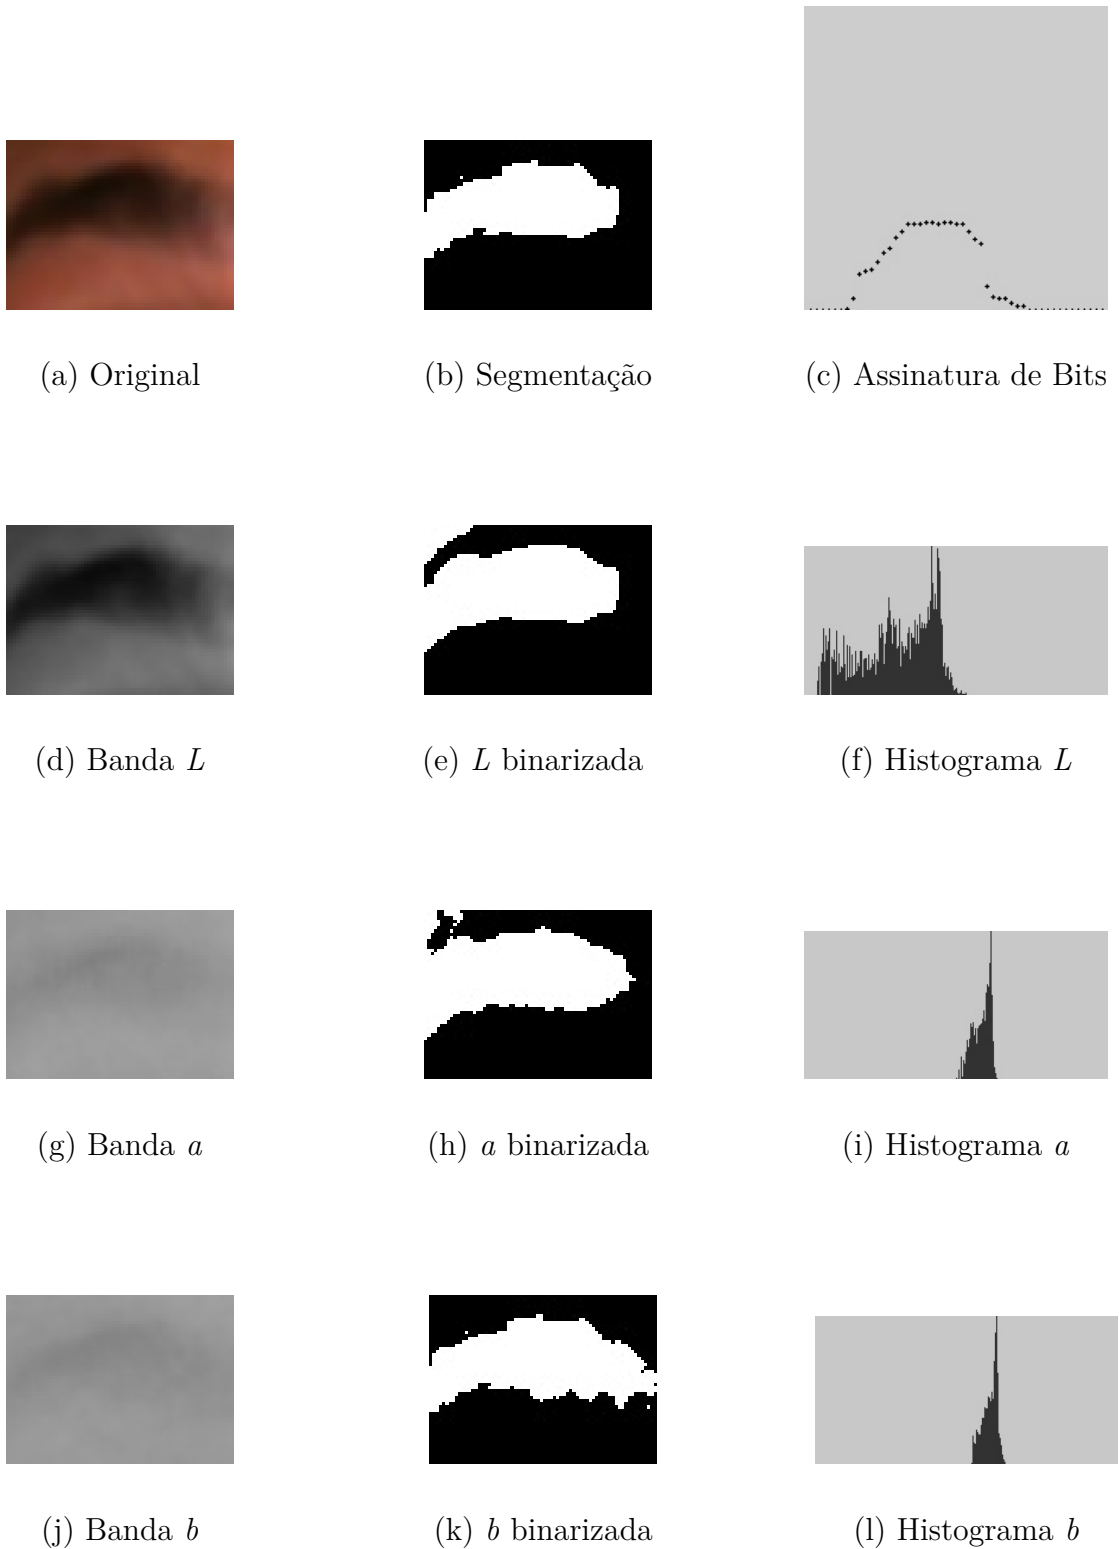 (a) Original
(b) Segmentação
(c) Assinatura de Bits
(d) Banda L
(e) L binarizada
(f) Histograma L
(g) Banda a
(h) a binarizada
(i) Histograma a
(j) Banda b
(k) b binarizada
(l) Histograma b